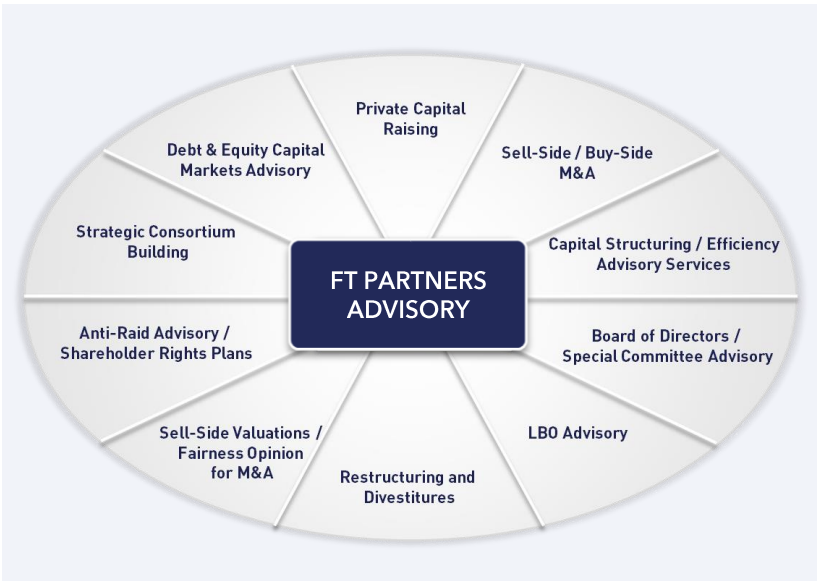 Private Capital
Raising
Sell-Side / Buy-Side
M&A
Capital Structuring / Efficiency
Advisory Services
Board of Directors /
Special Committee Advisory
LBO Advisory
Restructuring and
Divestitures
Sell-Side Valuations /
Fairness Opinion
for M&A
Anti-Raid Advisory /
Shareholder Rights Plans
Strategic Consortium
Building
Debt & Equity Capital
Markets Advisory
FT PARTNERS
ADVISORY